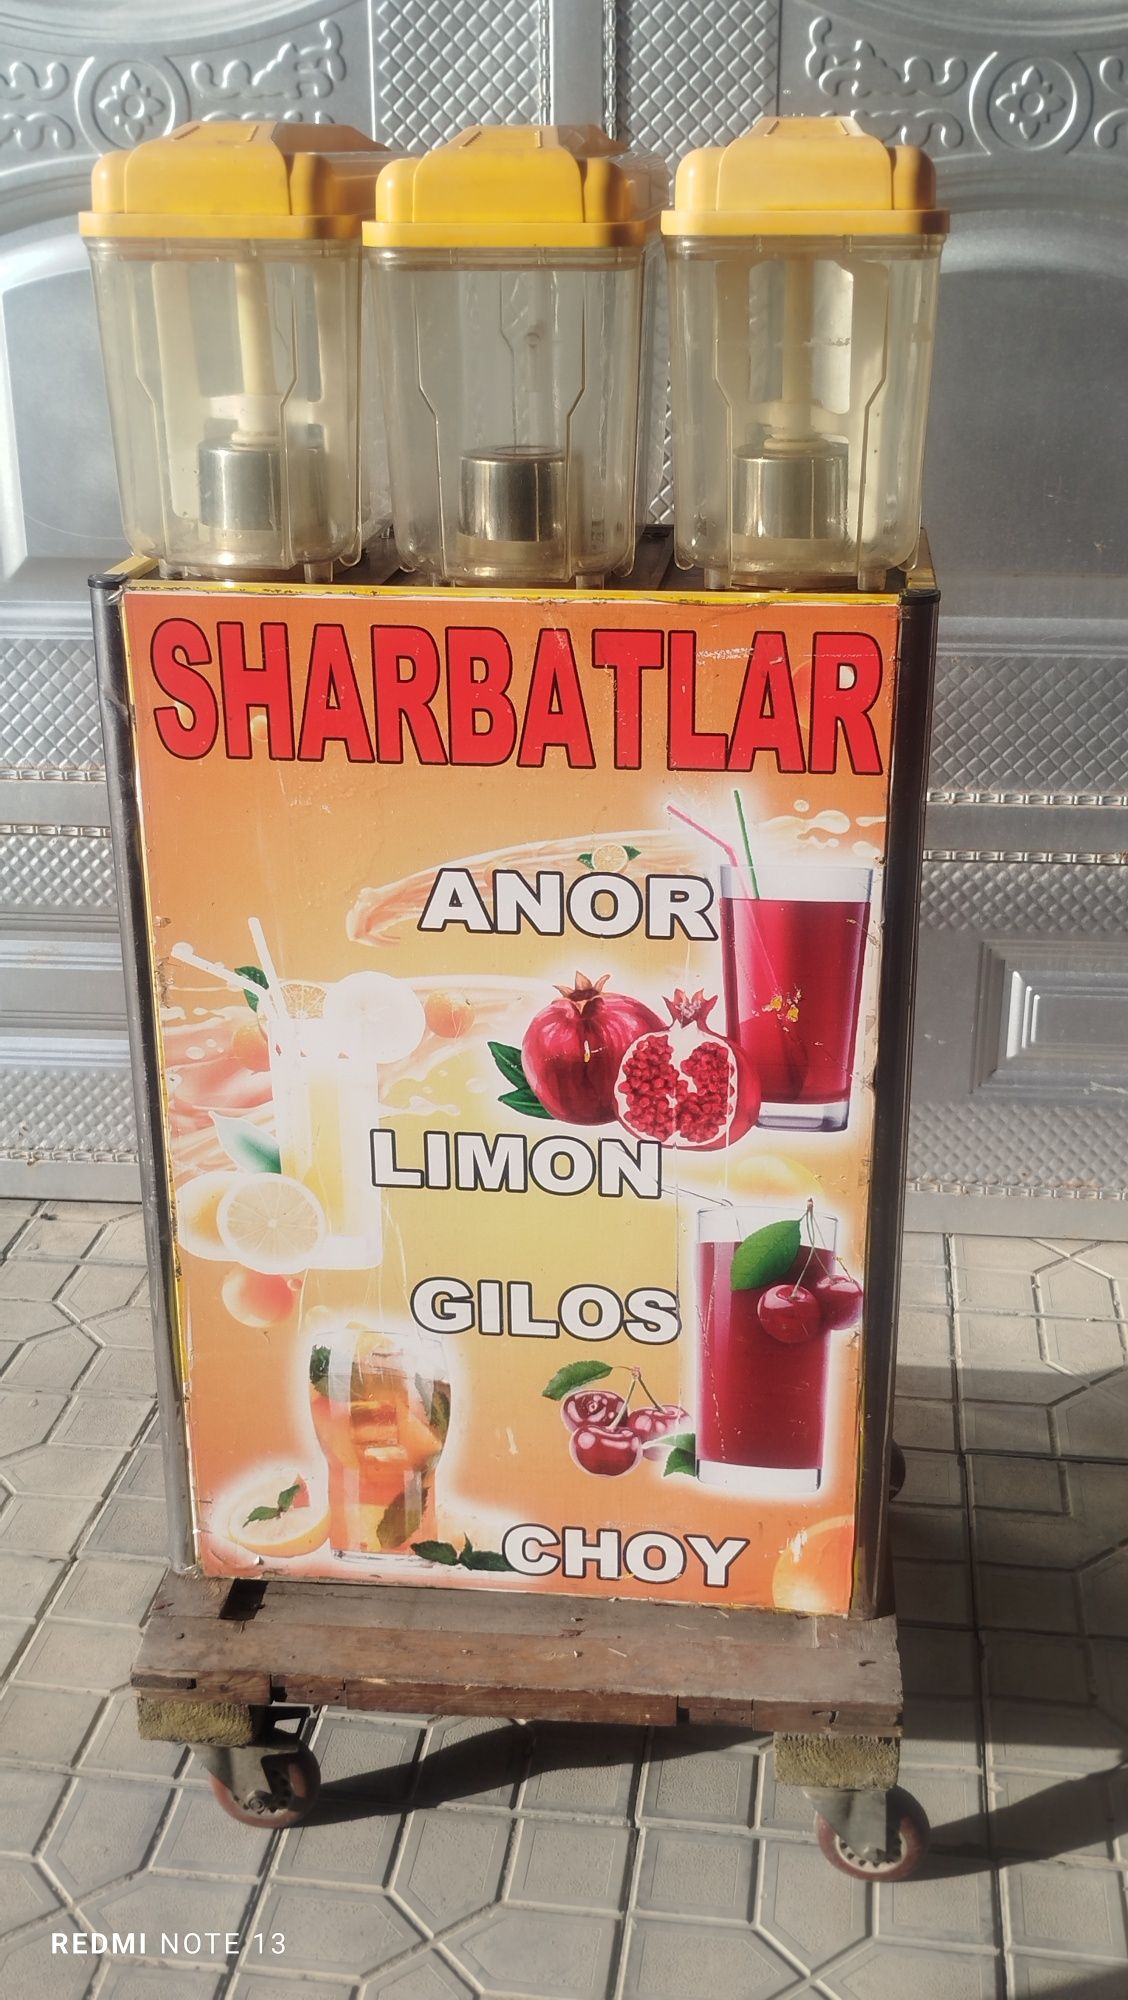 SHARBATLAR
ANOR
LIMON
GILOS
CHOY
REDMI NOTE 13